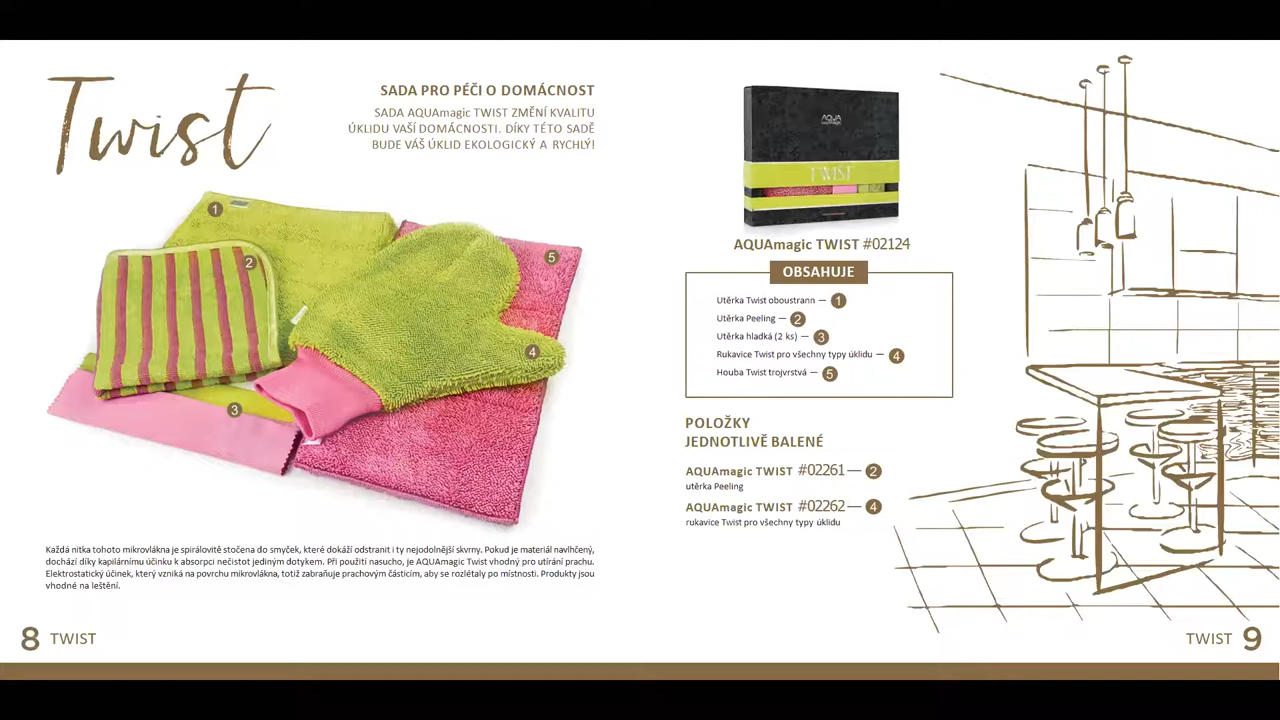 Twist
SADA PRO PÉČI O DOMÁCNOST
SADA AQUAmagic TWIST ZMĚNÍ KVALITU
ÚKLIDU VAŠÍ DOMÁCNOSTI. DÍKY TÉTO SADĚ
BUDE VÁŠ ÚKLID EKOLOGICKÝ A RYCHLÝ!
1
2
5
4
3
Každá nitka tohoto mikrovlákna je spirálovitě stočena do smyček, které dokáží odstranit i ty nejodolnější skvrny. Pokud je materiál navlhčený,
dochází díky kapilárnímu účinku k absorpci nečistot jediným dotykem. Při použití nasucho, je AQUAmagic Twist vhodný pro utírání prachu.
Elektrostatický účinek, který vzniká na povrchu mikrovlákna, totiž zabraňuje prachovým částicím, aby se rozlétaly po místnosti. Produkty jsou
vhodné na leštění.
8 TWIST
AQUA
TWIST
AQUAmagic TWIST #02124
OBSAHUJE
Utěrka Twist oboustrann — 1
Utěrka Peeling — 2
Utěrka hladká (2 ks) — 3
Rukavice Twist pro všechny typy úklidu — 4
Houba Twist trojvrstvá — 5
POLOŽKY
JEDNOTLIVĚ BALENÉ
AQUAmagic TWIST #02261 — 2
utěrka Peeling
AQUAmagic TWIST #02262 — 4
rukavice Twist pro všechny typy úklidu
TWIST 9